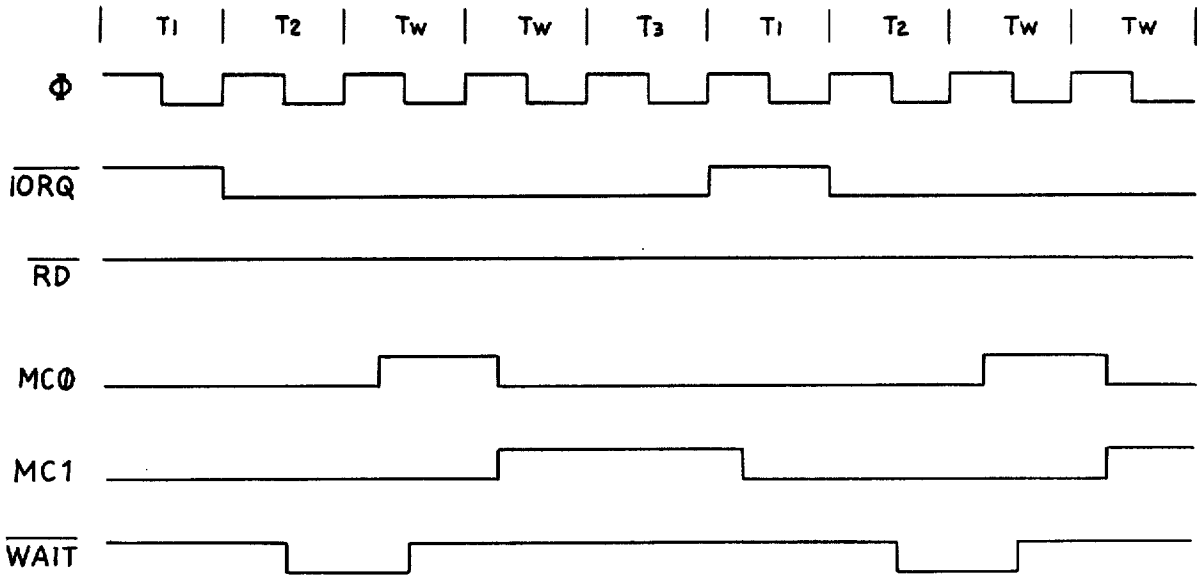 T1 T2 TW TW T3 T1 T2 TW TW
Φ
IORQ
RD
MC0
MC1
WAIT